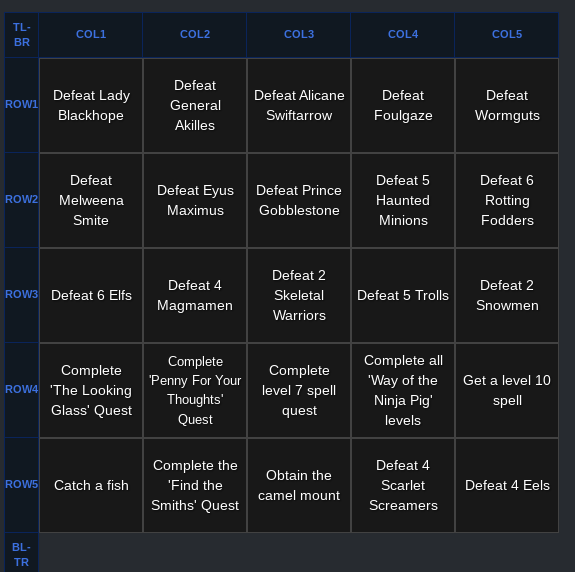 TL-
BR
COL1
COL2
COL3
COL4
COL5
ROW1
Defeat Lady
Blackhope
Defeat
General
Akilles
Defeat Alicane
Swiftarrow
Defeat
Foulgaze
Defeat
Wormguts
ROW2
Defeat
Melweena
Smite
Defeat Eyus
Maximus
Defeat Prince
Gobblestone
Defeat 5
Haunted
Minions
Defeat 6
Rotting
Fodders
ROW3
Defeat 6 Elfs
Defeat 4
Magmamen
Defeat 2
Skeletal
Warriors
Defeat 5 Trolls
Defeat 2
Snowmen
ROW4
Complete
'The Looking
Glass' Quest
Complete
'Penny For Your
Thoughts'
Quest
Complete
level 7 spell
quest
Complete all
'Way of the
Ninja Pig'
levels
Get a level 10
spell
ROW5
Catch a fish
Complete the
'Find the
Smiths' Quest
Obtain the
camel mount
Defeat 4
Scarlet
Screamers
Defeat 4 Eels
BL-
TR